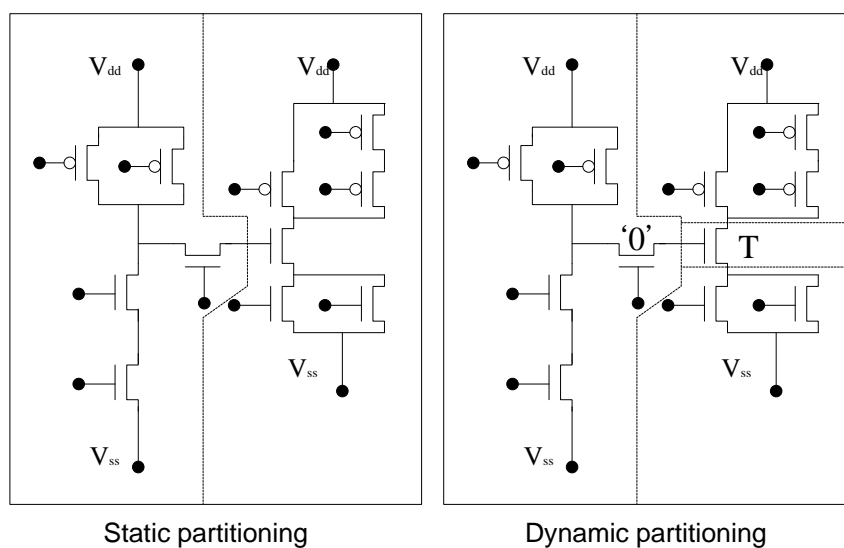 Vdd
Vdd
Vss
Vss
Static partitioning
Vdd
Vdd
‘0’
T
Vss
Vss
Dynamic partitioning